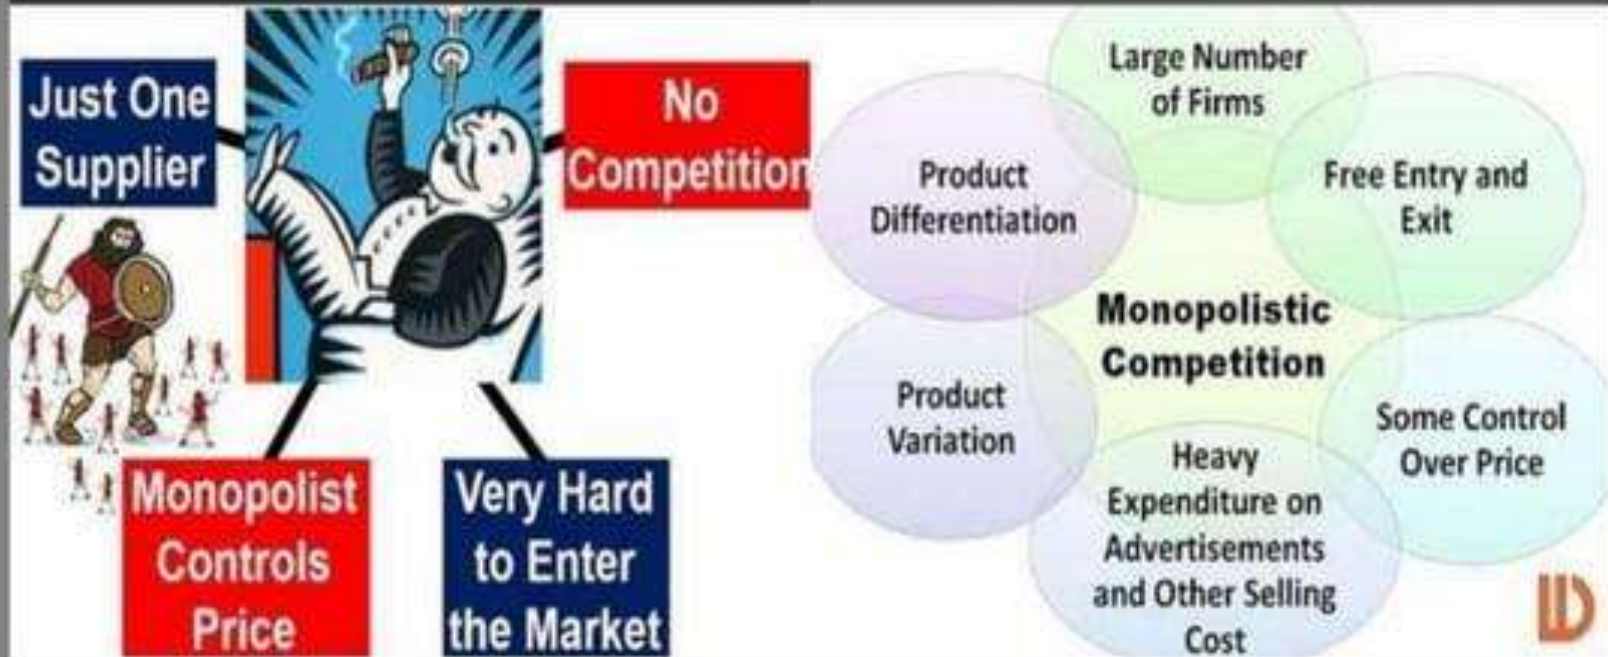 Just One
Supplier
No
Competition
Monopolist
Controls
Price
Very Hard
to Enter
the Market
Large Number
of Firms
Product
Differentiation
Free Entry and
Exit
Monopolistic
Competition
Product
Variation
Some Control
Over Price
Heavy
Expenditure on
Advertisements
and Other Selling
Cost